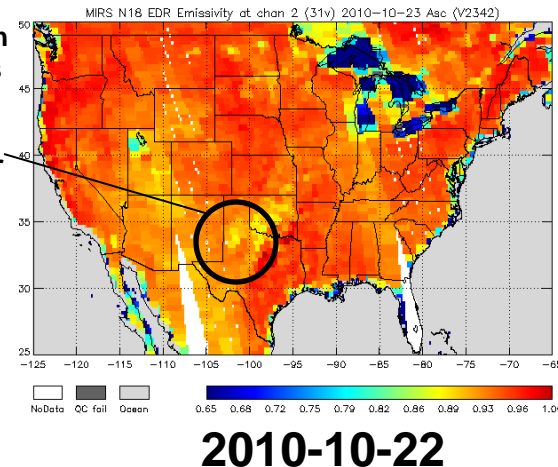 MIRS N18 EDR Emissivity at chan 2 (31v) 2010-10-23 Asc (V2342)
50
45
40
35
30
25
-125 -120 -115 -110 -105 -100 -95 -90 -85 -80 -75 -70 -65
NoData QC fail Ocean
0.65 0.68 0.72 0.75 0.79 0.82 0.86 0.89 0.93 0.96
2010-10-22